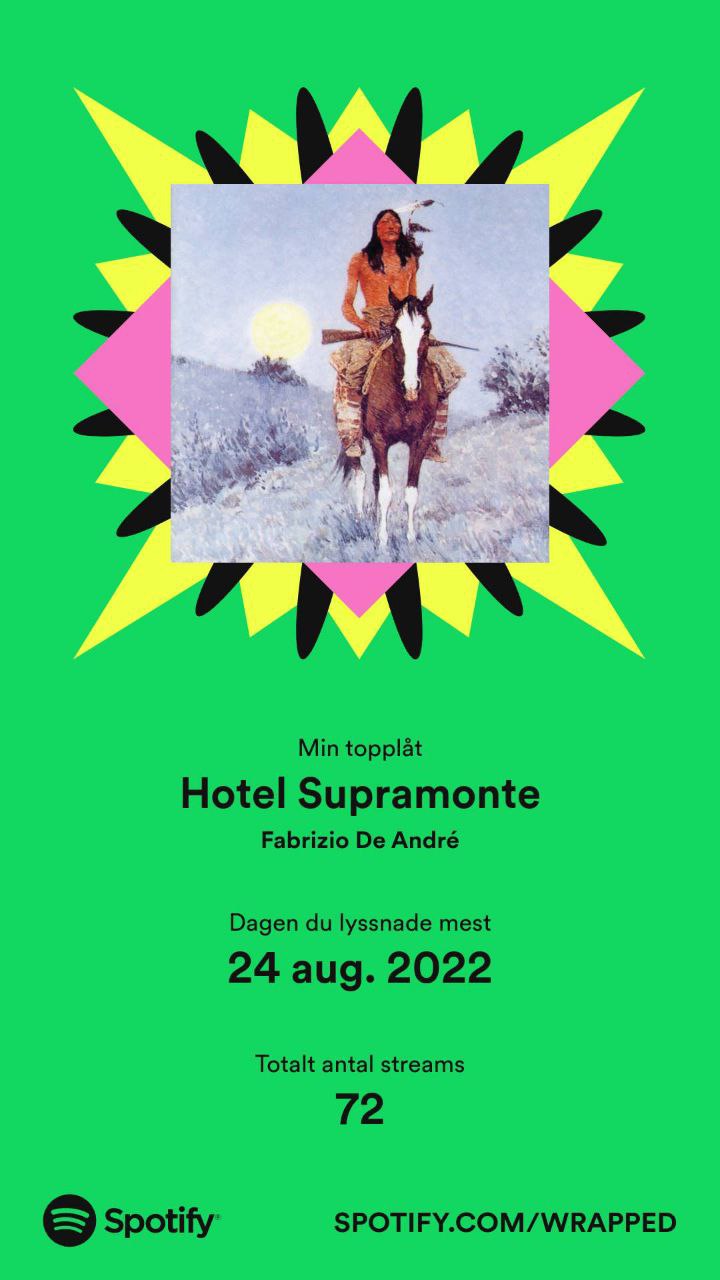 Min topplåt
Hotel Supramonte
Fabrizio De André
Dagen du lyssnade mest
24 aug. 2022
Totalt antal streams
72
Spotify®
SPOTIFY.COM/WRAPPED